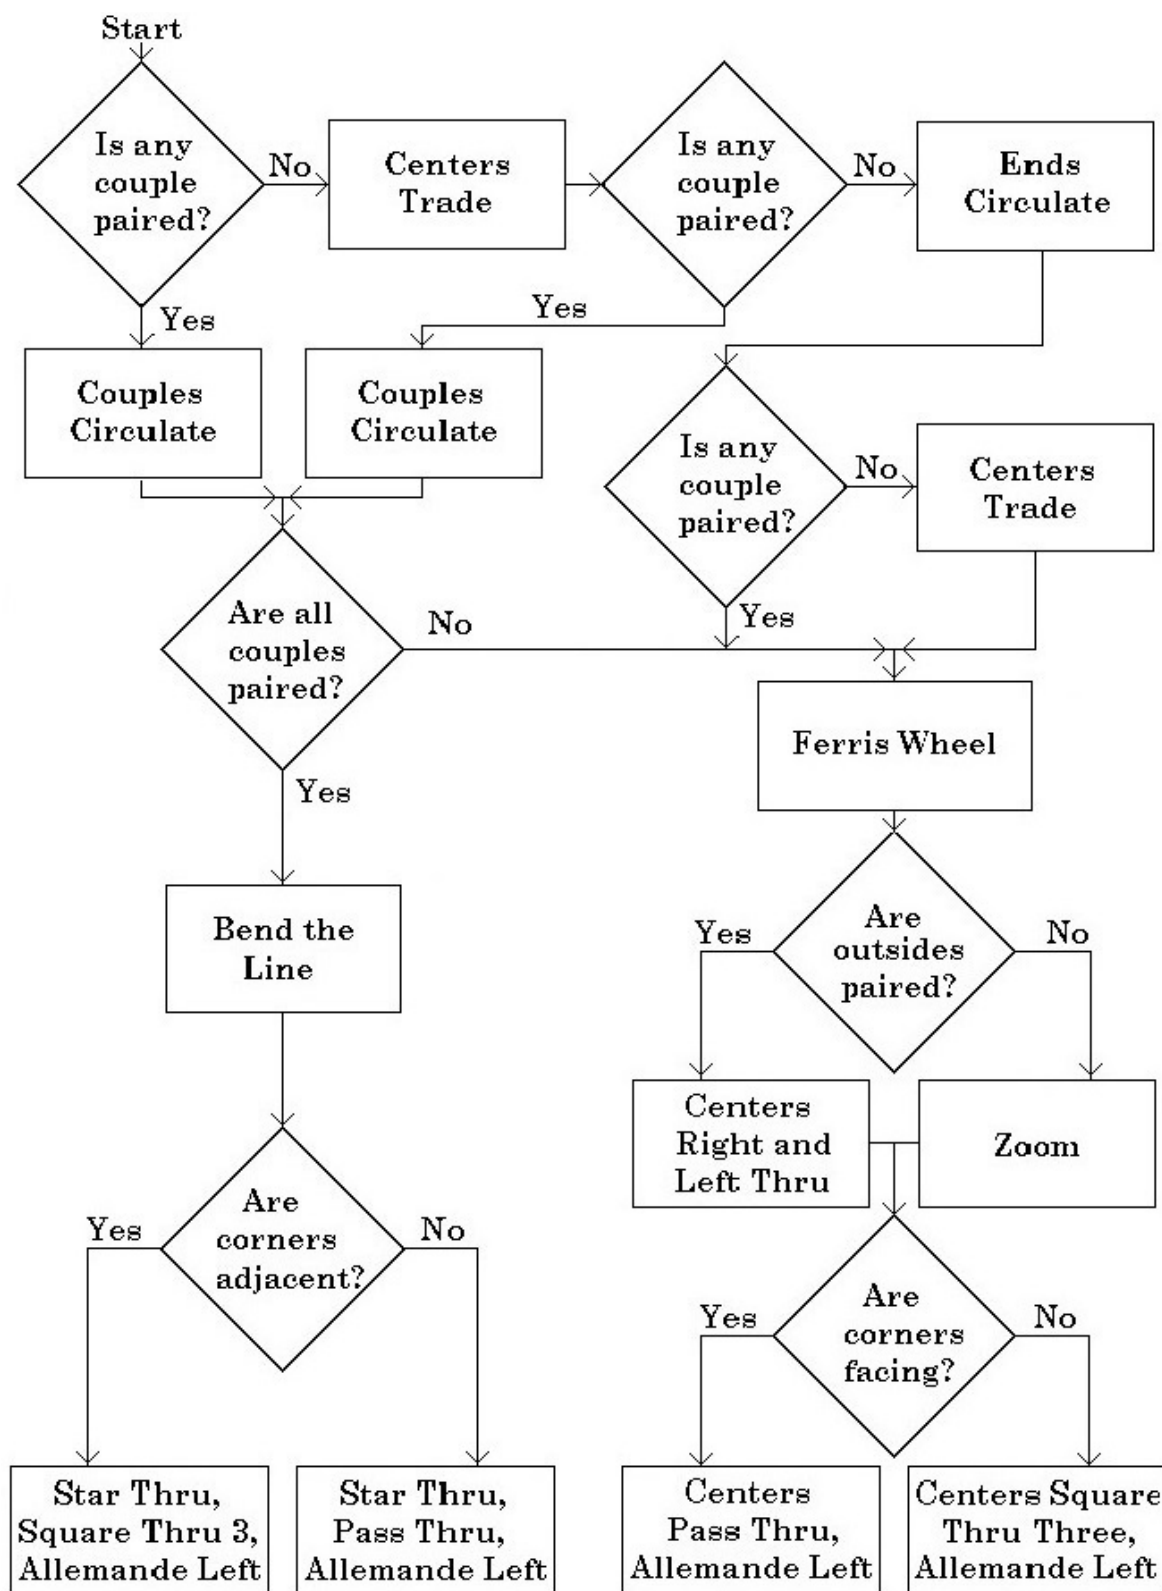 Start
Is any
couple
paired?
No
Centers
Trade
Is any
couple
paired?
No
Ends
Circulate
Yes
Yes
Couples
Circulate
Couples
Circulate
Is any
couple
paired?
No
Centers
Trade
Yes
Are all
couples
paired?
No
Yes
Ferris Wheel
Bend the
Line
Are
outsides
paired?
Yes
No
Centers
Right and
Left Thru
Zoom
Are
corners
adjacent?
Yes
No
Are
corners
facing?
Yes
No
Star Thru,
Square Thru 3,
Allemande Left
Star Thru,
Pass Thru,
Allemande Left
Centers
Pass Thru,
Allemande Left
Centers Square
Thru Three,
Allemande Left